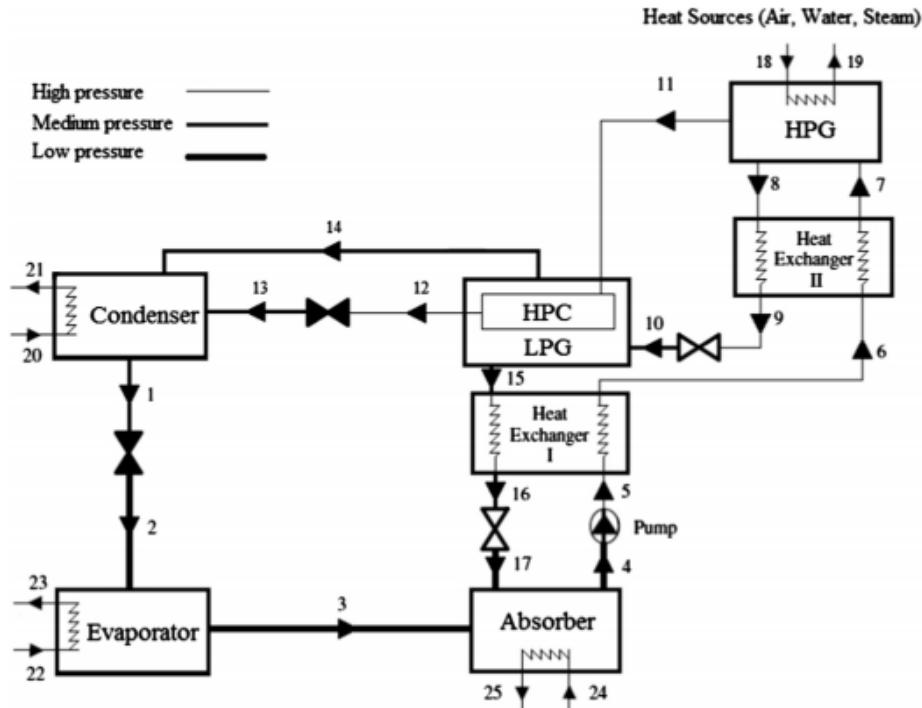 Heat Sources (Air, Water, Steam)
18
19
High pressure
Medium pressure
Low pressure
11
HPG
8
7
14
Heat
Exchanger
II
21
13
12
Condenser
HPC
LPG
10
9
20
6
15
1
Heat
Exchanger
I
16
5
2
Pump
17
4
23
3
Evaporator
Absorber
22
25
24